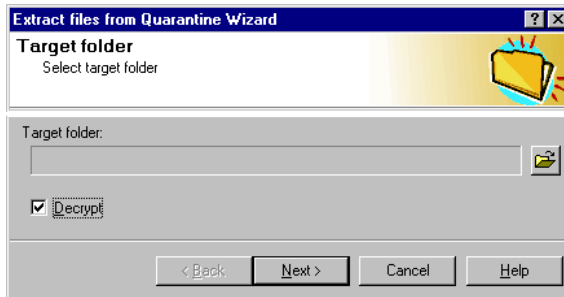 Extract files from Quarantine Wizard
Target folder
Select target folder
Target folder:
Decrypt
< Back Next > Cancel Help